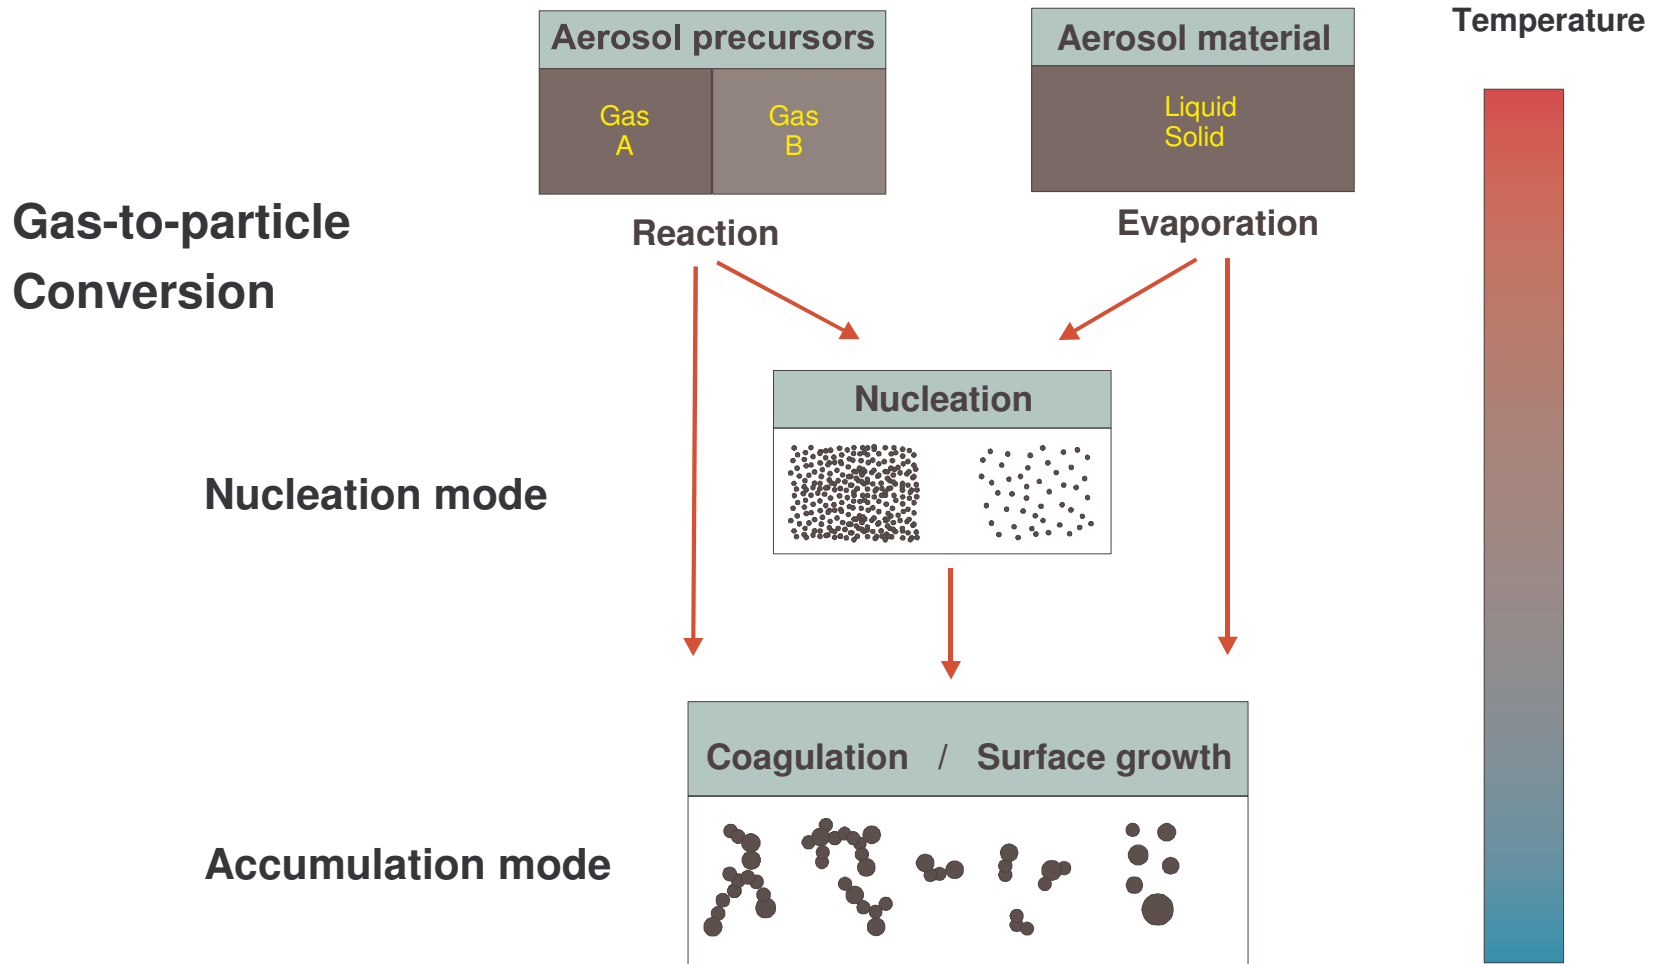 Aerosol precursors
Aerosol material
Temperature
Gas
A
Gas
B
Liquid
Solid
Gas-to-particle
Conversion
Reaction
Evaporation
Nucleation
Nucleation mode
Coagulation / Surface growth
Accumulation mode